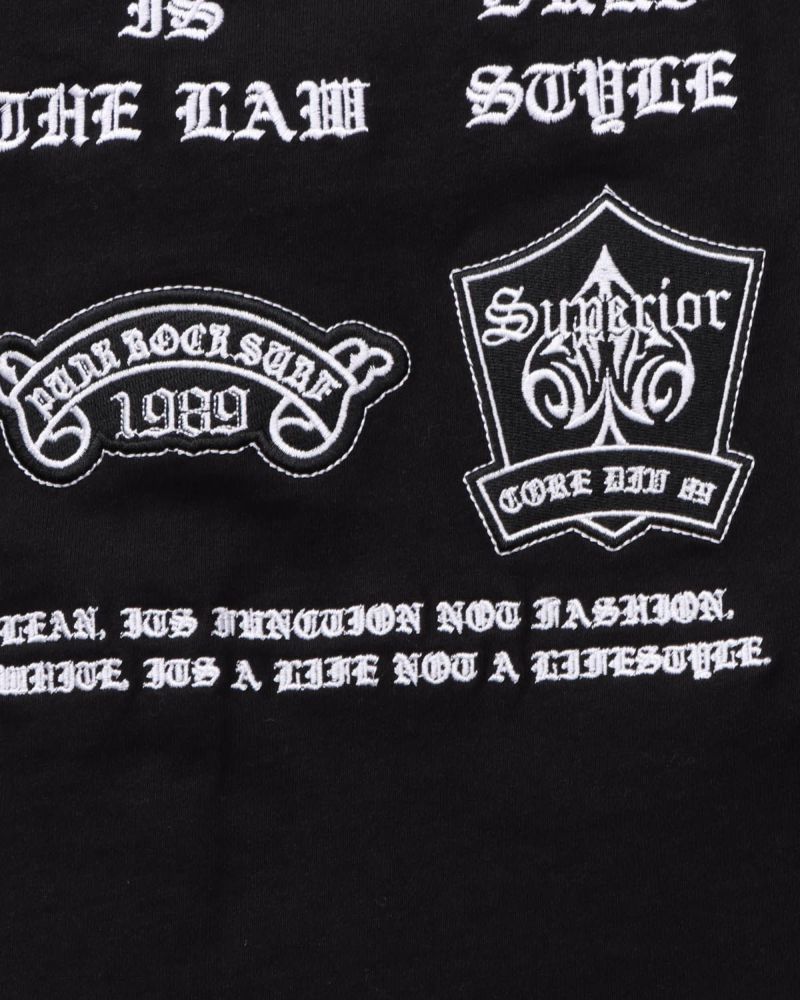 IS
THE LAW
STYLE
PUNK ROCK SURF
1989
Superior
CORE DIV 89
LEAN, ITS FUNCTION NOT FASHION.
WHITE ITS A LIFE NOT A LIFESTYLE.